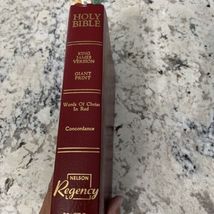 HOLY
BIBLE
KING
JAMES
VERSION
GIANT
PRINT
Words Of Christ
In Red
Concordance
NELSON
Regency